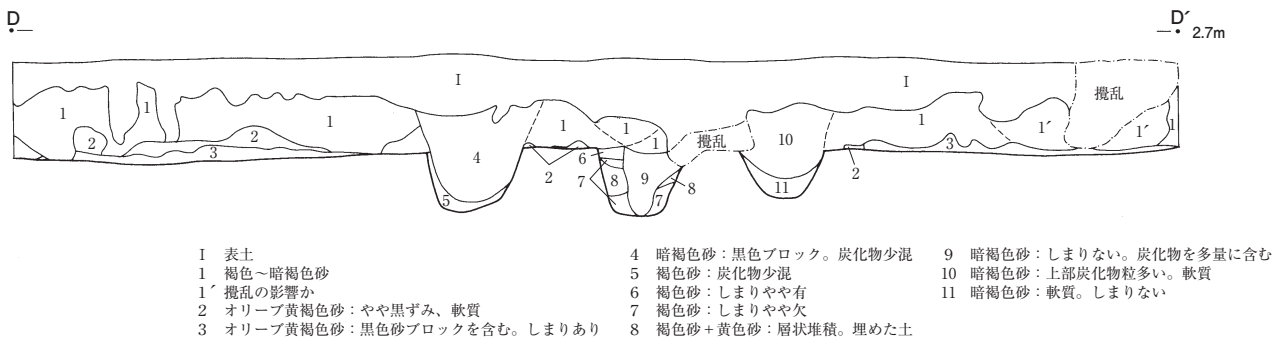 D D´
2.7m
I I
攪乱
1 1 1 1 1 1 1 1´ 1´ 1
2 3 2 4 5 2 6 7 8 9 7 8 攪乱 10 11 2 3
I 表土
1 褐色～暗褐色砂
1´ 攪乱の影響か
2 オリーブ黄褐色砂：やや黒ずみ、軟質
3 オリーブ黄褐色砂：黒色砂ブロックを含む。しまりあり
4 暗褐色砂：黒色ブロック。炭化物少混
5 褐色砂：炭化物少混
6 褐色砂：しまりやや有
7 褐色砂：しまりやや欠
8 褐色砂＋黄色砂：層状堆積。埋めた土
9 暗褐色砂：しまりない。炭化物を多量に含む
10 暗褐色砂：上部炭化物粒多い。軟質
11 暗褐色砂：軟質。しまりない